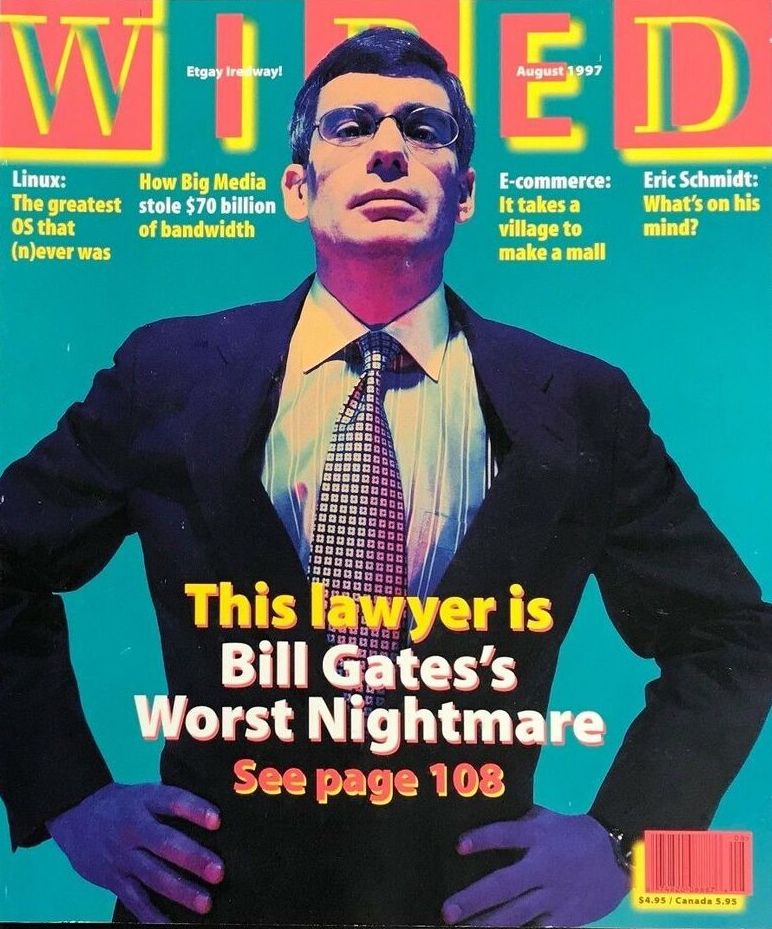 WIRED
Etgay Iredway!
August 1997
Linux:
The greatest
OS that
(n)ever was
How Big Media
stole $70 billion
of bandwidth
E-commerce:
It takes a
village to
make a mall
Eric Schmidt:
What's on his
mind?
This lawyer is
Bill Gates's
Worst Nightmare
See page 108
$4.95 / Canada 5.95